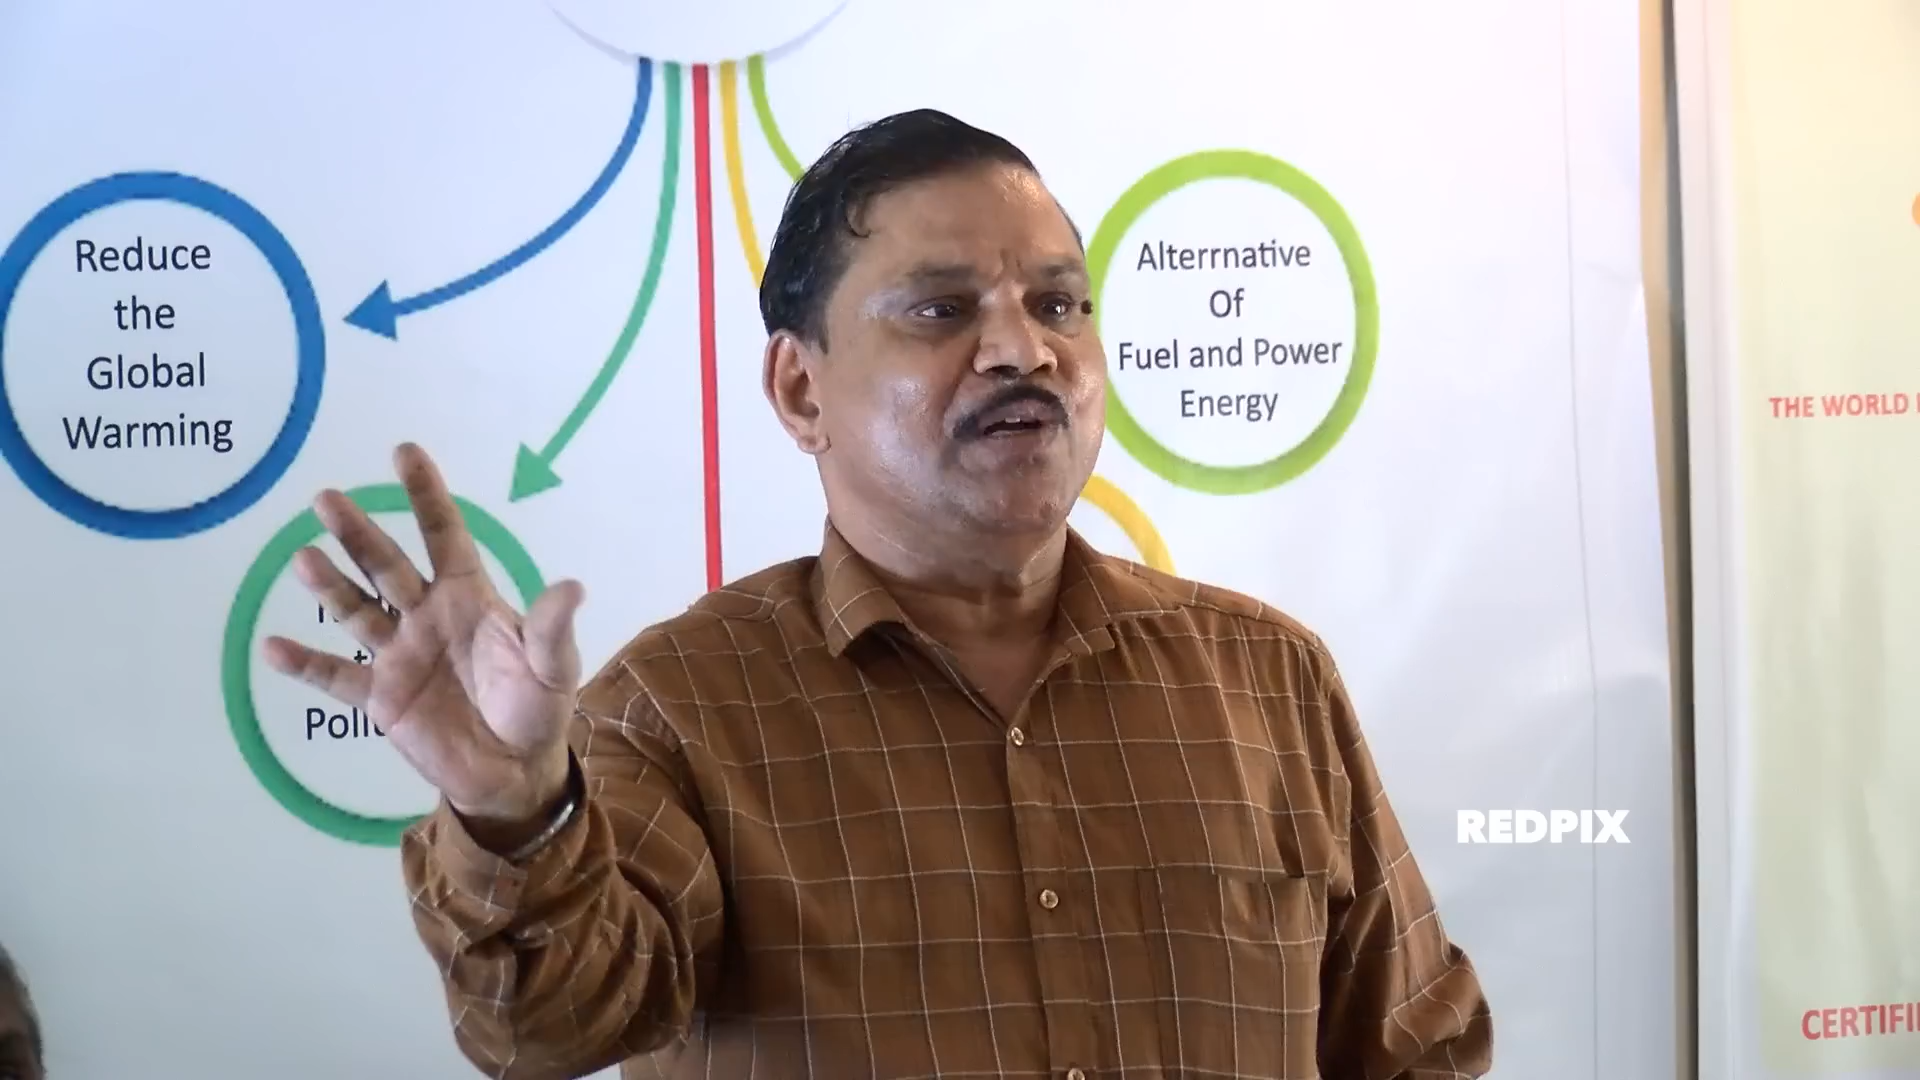 Reduce
the
Global
Warming
Alterrnative
Of
Fuel and Power
Energy
THE WORLD
REDPIX
CERTIFI